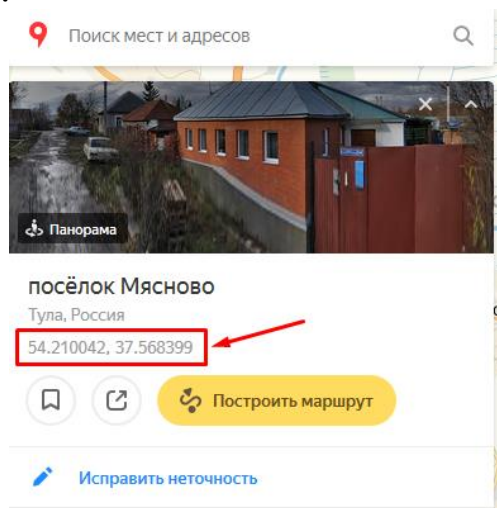 Поиск мест и адресов
Панорама
посёлок Мясново
Тула, Россия
54.210042, 37.568399
Построить маршрут
Исправить неточность